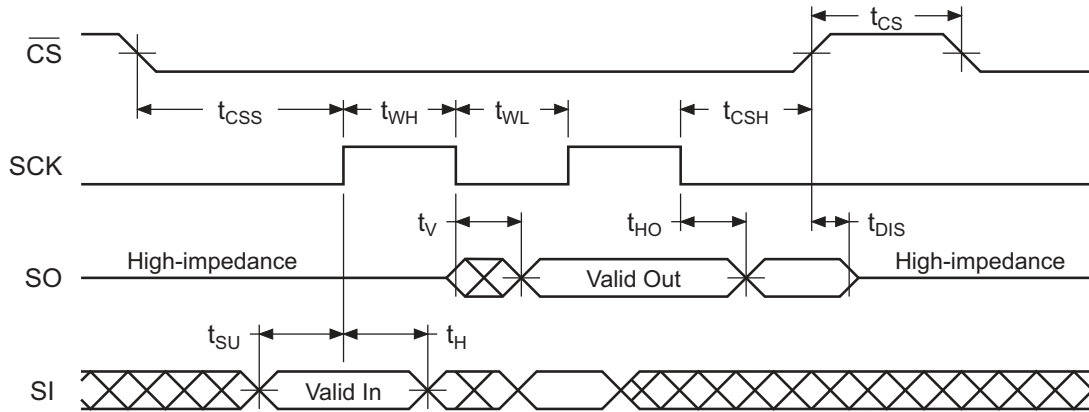 t_CS
C̅S̅
t_CSS t_WH t_WL t_CSH
SCK
t_V t_HO t_DIS
High-impedance High-impedance
SO Valid Out
t_SU t_H
SI Valid In